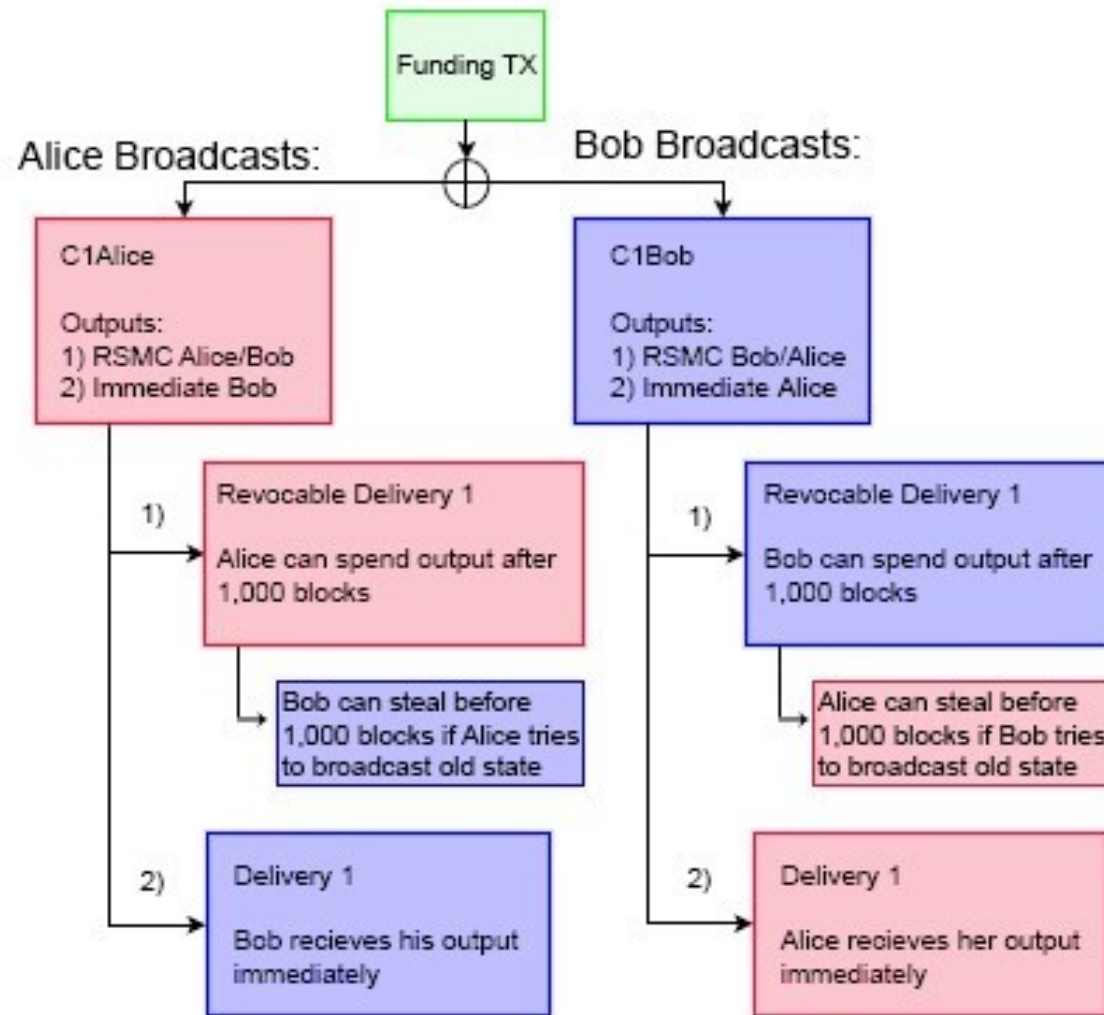 Funding TX
Alice Broadcasts:
Bob Broadcasts:
C1Alice
Outputs:
1) RSMC Alice/Bob
2) Immediate Bob
C1Bob
Outputs:
1) RSMC Bob/Alice
2) Immediate Alice
1)
Revocable Delivery 1
Alice can spend output after
1,000 blocks
1)
Revocable Delivery 1
Bob can spend output after
1,000 blocks
Bob can steal before
1,000 blocks if Alice tries
to broadcast old state
Alice can steal before
1,000 blocks if Bob tries
to broadcast old state
2)
Delivery 1
Bob recieves his output
immediately
2)
Delivery 1
Alice recieves her output
immediately